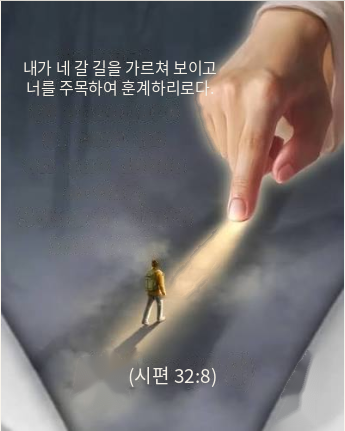 내가 네 갈 길을 가르쳐 보이고
너를 주목하여 훈계하리로다.
(시편 32:8)